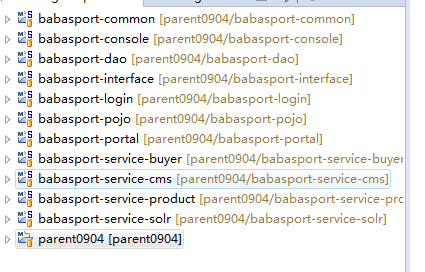 babasport-common [parent0904/babasport-common]
babasport-console [parent0904/babasport-console]
babasport-dao [parent0904/babasport-dao]
babasport-interface [parent0904/babasport-interface]
babasport-login [parent0904/babasport-login]
babasport-pojo [parent0904/babasport-pojo]
babasport-portal [parent0904/babasport-portal]
babasport-service-buyer [parent0904/babasport-service-buyer
babasport-service-cms [parent0904/babasport-service-cms]
babasport-service-product [parent0904/babasport-service-pro
babasport-service-solr [parent0904/babasport-service-solr]
parent0904 [parent0904]